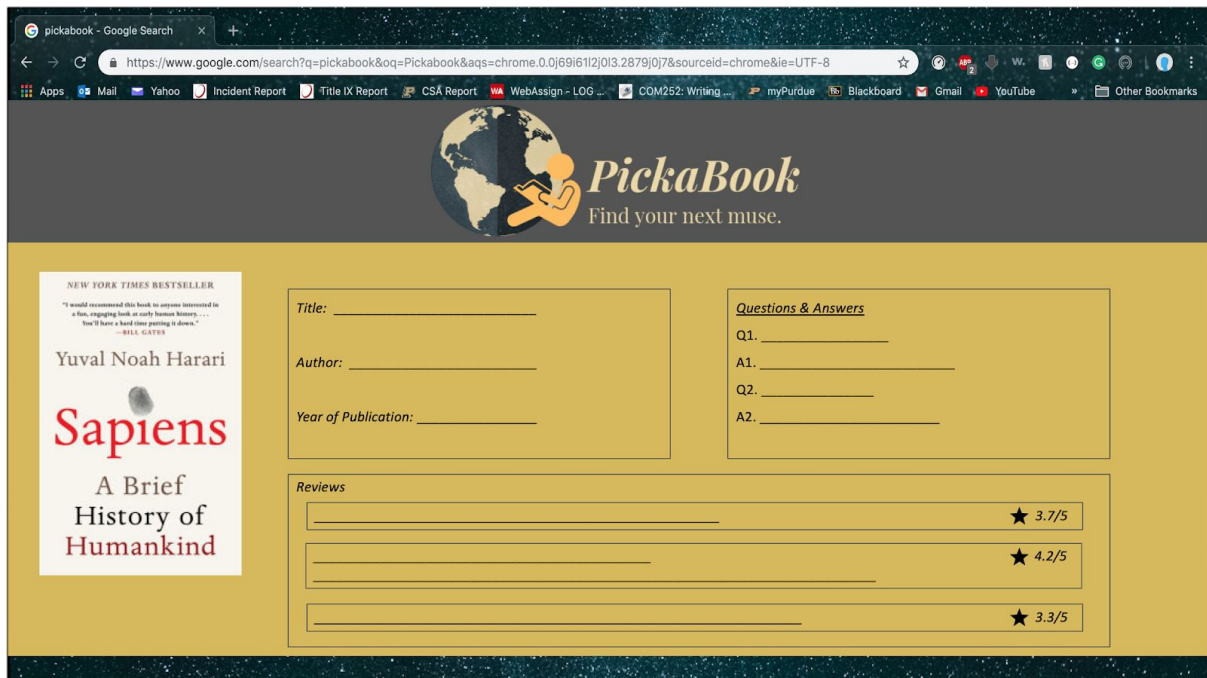 pickabook - Google Search
https://www.google.com/search?q=pickabook&oq=Pickabook&aqs=chrome.0.0j69i61l2j0l3.2879j0j7&sourceid=chrome&ie=UTF-8
Apps Mail Yahoo Incident Report Title IX Report CSA Report WebAssign - LOG ... COM252: Writing ... myPurdue Blackboard Gmail YouTube » Other Bookmarks
PickaBook
Find your next muse.
NEW YORK TIMES BESTSELLER
"I would recommend this book to anyone interested in
a fun, engaging look at early human history. . . .
You'll have a hard time putting it down."
—BILL GATES
Yuval Noah Harari
Sapiens
A Brief
History of
Humankind
Title:
Author:
Year of Publication:
Questions & Answers
Q1.
A1.
Q2.
A2.
Reviews
3.7/5
4.2/5
3.3/5